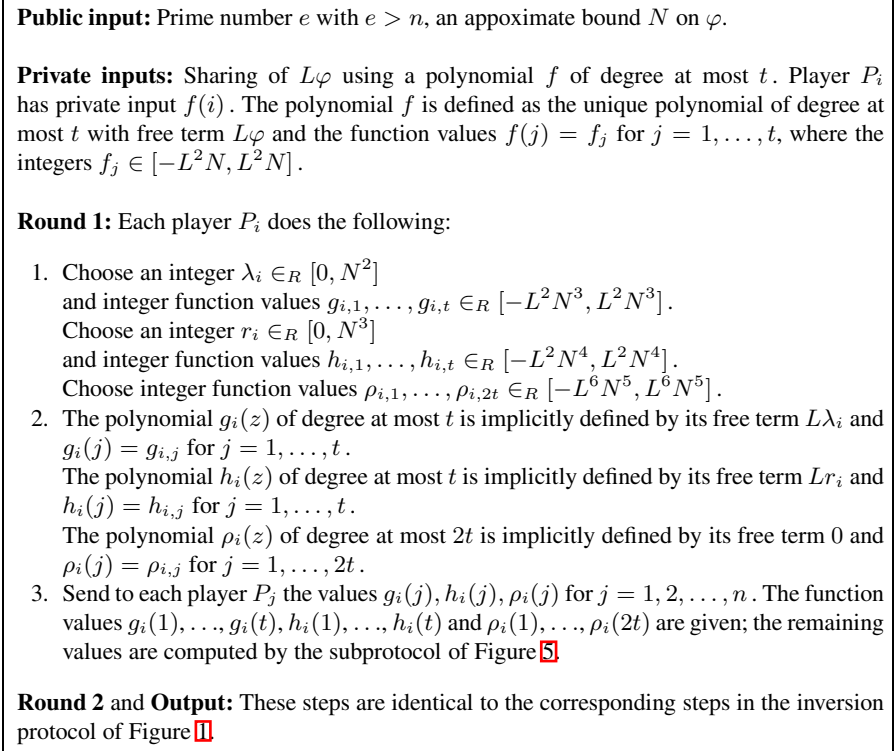 Public input: Prime number e with e > n, an appoximate bound N on φ.
Private inputs: Sharing of Lφ using a polynomial f of degree at most t. Player P_i
has private input f(i). The polynomial f is defined as the unique polynomial of degree at
most t with free term Lφ and the function values f(j) = f_j for j = 1, . . . , t, where the
integers f_j ∈ [−L²N, L²N].
Round 1: Each player P_i does the following:
1. Choose an integer λ_i ∈_R [0, N²]
and integer function values g_{i,1}, . . . , g_{i,t} ∈_R [−L²N³, L²N³].
Choose an integer r_i ∈_R [0, N³]
and integer function values h_{i,1}, . . . , h_{i,t} ∈_R [−L²N⁴, L²N⁴].
Choose integer function values ρ_{i,1}, . . . , ρ_{i,2t} ∈_R [−L⁶N⁵, L⁶N⁵].
2. The polynomial g_i(z) of degree at most t is implicitly defined by its free term Lλ_i and
g_i(j) = g_{i,j} for j = 1, . . . , t.
The polynomial h_i(z) of degree at most t is implicitly defined by its free term Lr_i and
h_i(j) = h_{i,j} for j = 1, . . . , t.
The polynomial ρ_i(z) of degree at most 2t is implicitly defined by its free term 0 and
ρ_i(j) = ρ_{i,j} for j = 1, . . . , 2t.
3. Send to each player P_j the values g_i(j), h_i(j), ρ_i(j) for j = 1, 2, . . . , n. The function
values g_i(1), . . ., g_i(t), h_i(1), . . ., h_i(t) and ρ_i(1), . . ., ρ_i(2t) are given; the remaining
values are computed by the subprotocol of Figure 5.
Round 2 and Output: These steps are identical to the corresponding steps in the inversion
protocol of Figure 1.